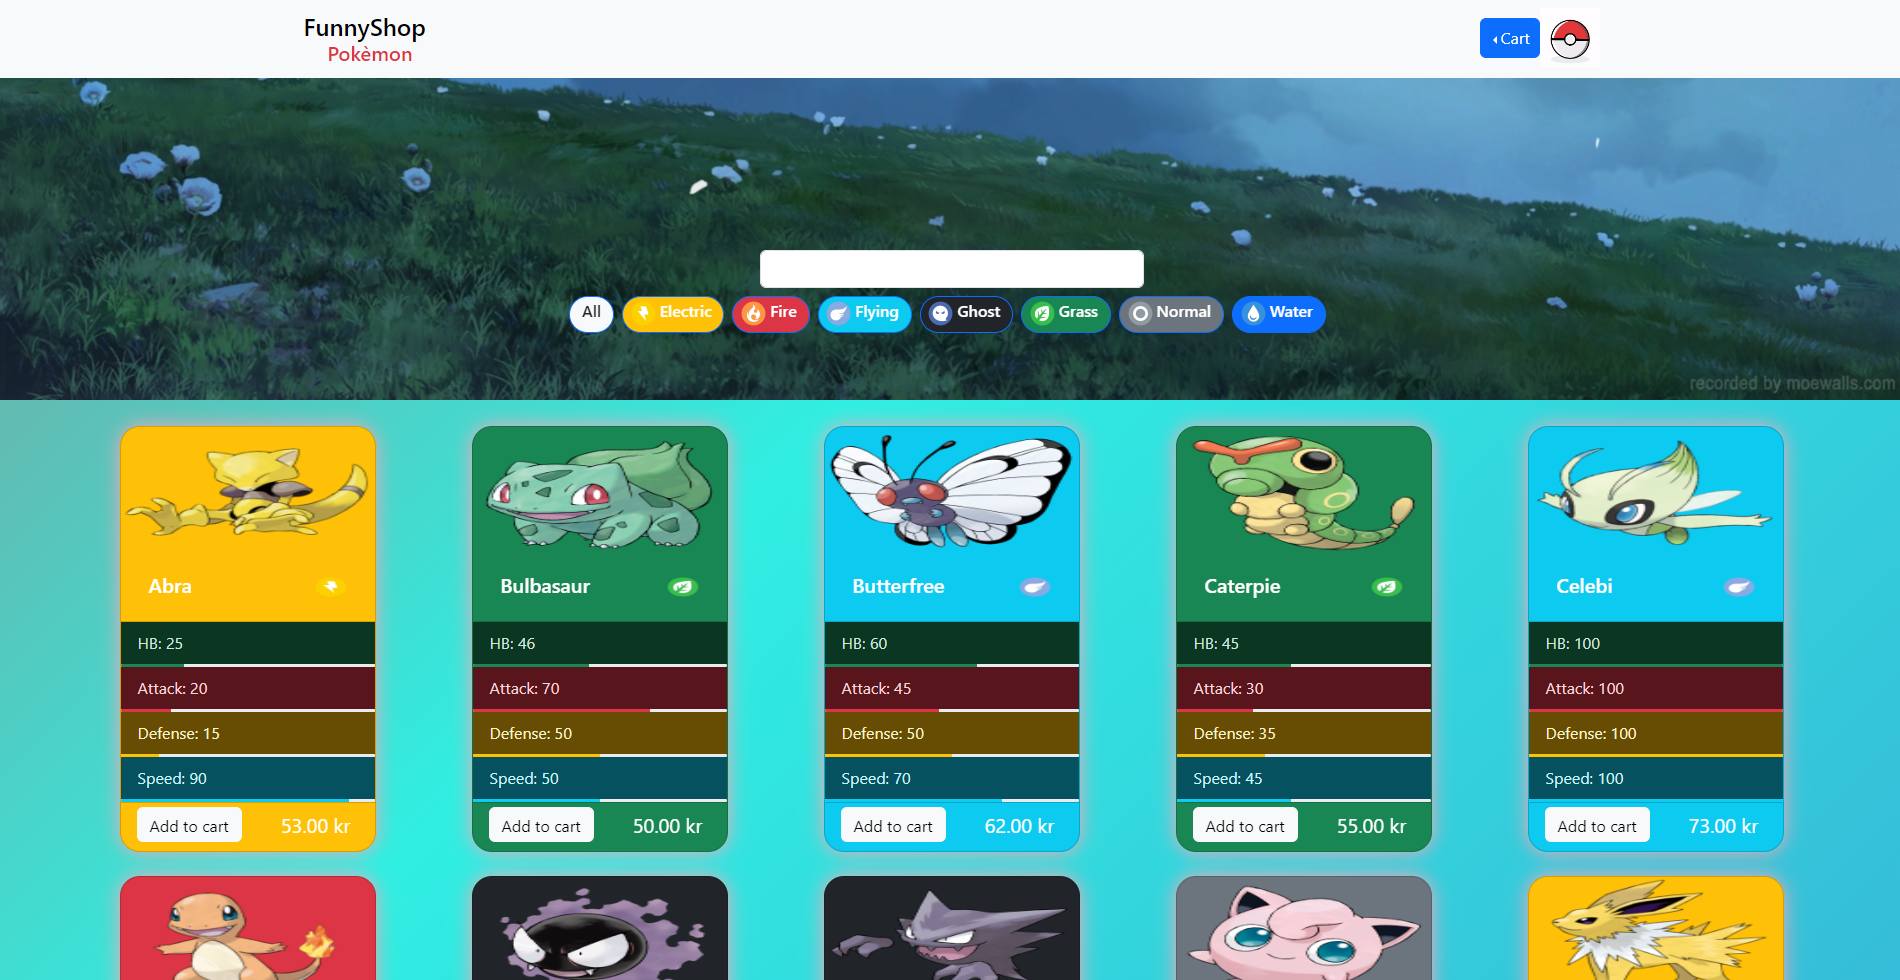 FunnyShop
Pokèmon
Cart
All Electric Fire Flying Ghost Grass Normal Water
recorded by moewalls.com
Abra
HB: 25
Attack: 20
Defense: 15
Speed: 90
Add to cart 53.00 kr
Bulbasaur
HB: 46
Attack: 70
Defense: 50
Speed: 50
Add to cart 50.00 kr
Butterfree
HB: 60
Attack: 45
Defense: 50
Speed: 70
Add to cart 62.00 kr
Caterpie
HB: 45
Attack: 30
Defense: 35
Speed: 45
Add to cart 55.00 kr
Celebi
HB: 100
Attack: 100
Defense: 100
Speed: 100
Add to cart 73.00 kr